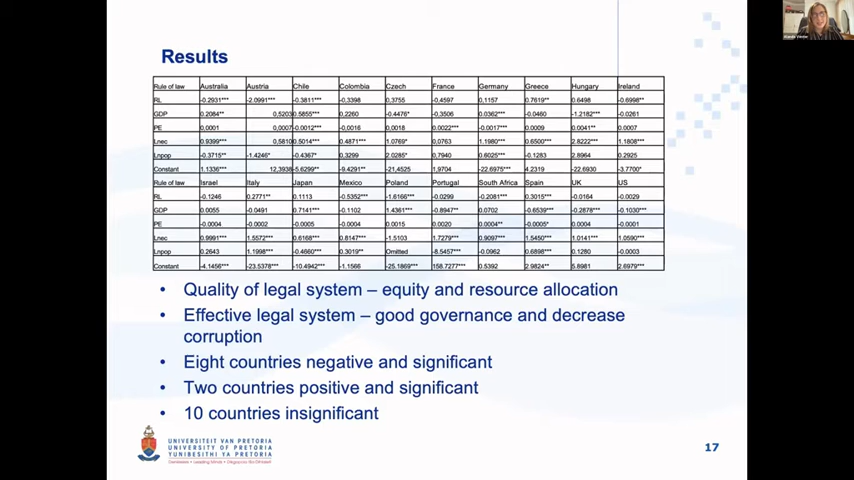 Results
Rule of law Australia Austria Chile Colombia Czech France Germany Greece Hungary Ireland
RL -0.2931*** -2.0991*** -0.3811*** -0,3398 0,3755 -0,4597 0,1157 0.7619** 0.6498 -0.6998**
GDP 0.2084** 0,5203 0.5855*** 0,2260 -0.4476* -0,3506 0.0362*** -0.0460 -1.2182*** -0.0261
PE 0,0001 0,0007 -0.0012*** -0,0016 0,0018 0.0022*** -0.0017*** 0.0009 0.0041** 0.0007
Lnec 0.9399*** 0,5810 0.5014*** 0.4871*** 1.0769* 0,0763 1.1980*** 0.6500*** 2.8222*** 1.1808***
Lnpop -0.3715** -1.4246* -0.4367* 0,3299 2.0285* 0,7940 0.6025*** -0.1283 2.8964 0.2925
Constant 1.1336*** 12,3938 -5.6299** -9.4291** -21,4525 1,9704 -22.6975*** 4.2319 -22.6930 -3.7700*
Rule of law Israel Italy Japan Mexico Poland Portugal South Africa Spain UK US
RL -0.1246 0.2771** 0.1113 -0.5352*** -1.6166*** -0.0299 -0.2081*** 0.3015*** -0.0164 -0.0029
GDP 0.0055 -0.0491 0.7141*** -0.1102 1.4361*** -0.8947** 0.0702 -0.6539*** -0.2878*** -0.1030***
PE -0.0004 -0.0002 -0.0005 -0.0004 0.0015 0.0020 0.0004** -0.0005* 0.0004 -0.0001
Lnec 0.9991*** 1.5572*** 0.6168*** 0.8147*** -1.5103 1.7279*** 0.9097*** 1.5450*** 1.0141*** 1.0590***
Lnpop 0.2643 1.1998*** -0.4660*** 0.3019** Omitted -8.5457*** -0.0962 0.6898*** 0.1280 -0.0003
Constant -4.1456*** -23.5378*** -10.4942*** -1.1566 -25.1869*** 158.7277*** 0.5392 2.9824** 5.8981 2.6979***
• Quality of legal system – equity and resource allocation
• Effective legal system – good governance and decrease
corruption
• Eight countries negative and significant
• Two countries positive and significant
• 10 countries insignificant
UNIVERSITEIT VAN PRETORIA
UNIVERSITY OF PRETORIA
YUNIBESITHI YA PRETORIA
17